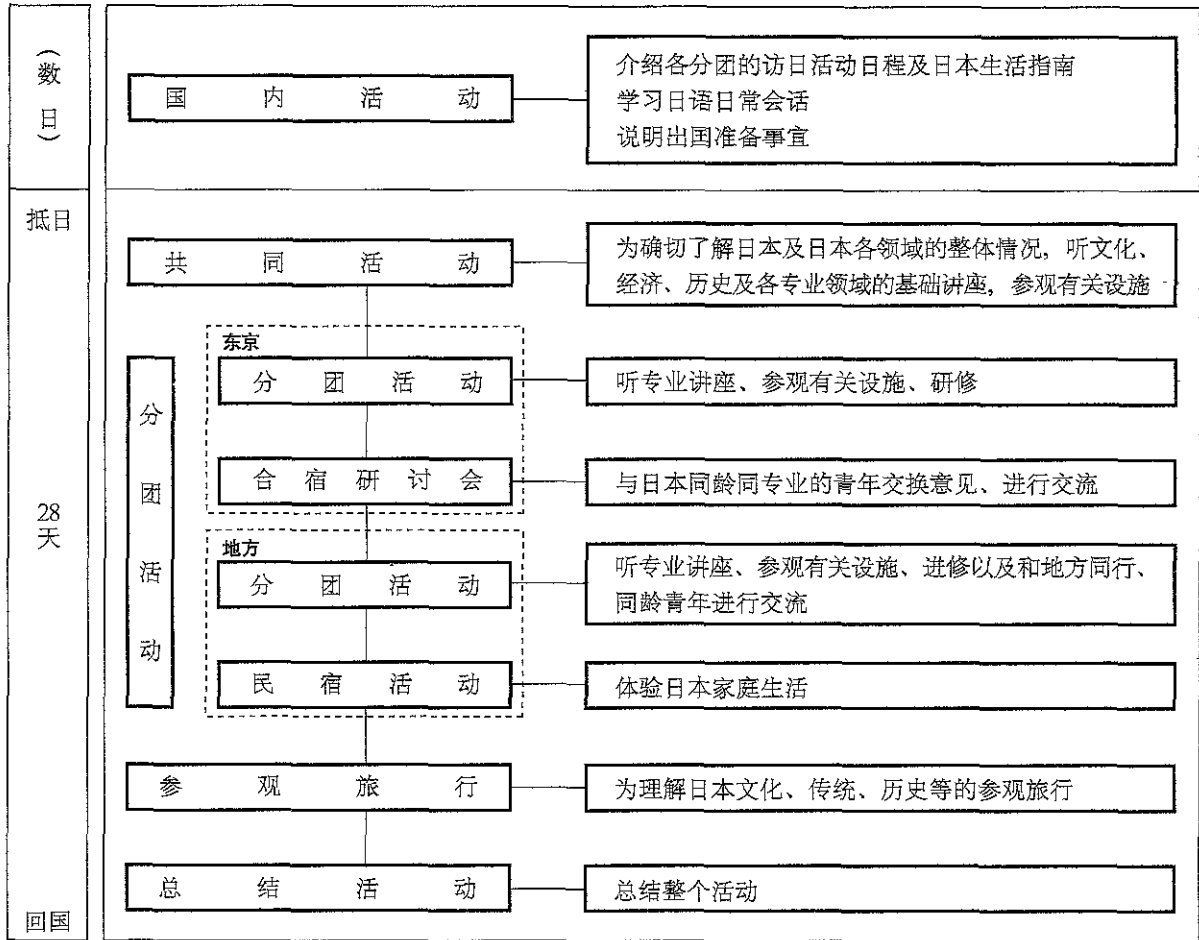 （数日）
国内活动
介绍各分团的访日活动日程及日本生活指南
学习日语日常会话
说明出国准备事宜
抵日
共同活动
为确切了解日本及日本各领域的整体情况，听文化、
经济、历史及各专业领域的基础讲座，参观有关设施
28
天
分团活动
东京
分团活动
听专业讲座、参观有关设施、研修
合宿研讨会
与日本同龄同专业的青年交换意见、进行交流
地方
分团活动
听专业讲座、参观有关设施、进修以及和地方同行、
同龄青年进行交流
民宿活动
体验日本家庭生活
参观旅行
为理解日本文化、传统、历史等的参观旅行
总结活动
总结整个活动
回国